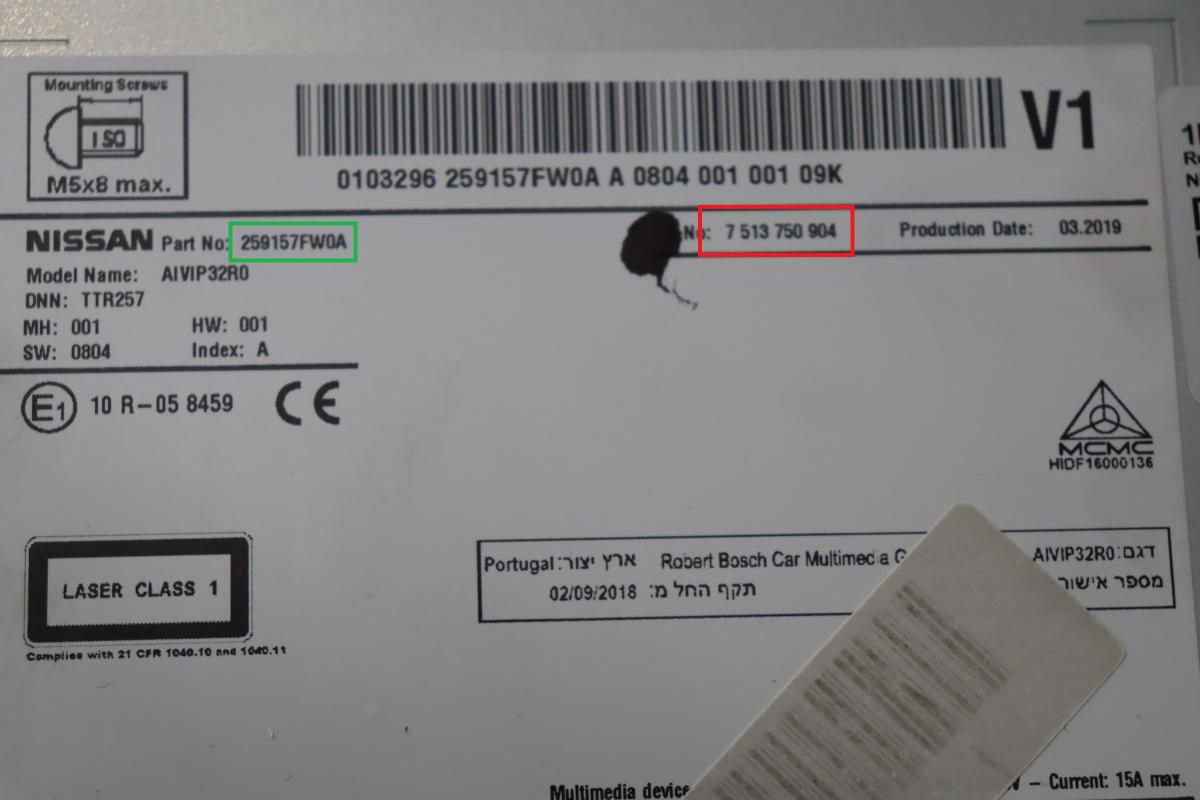 Mounting Screws
ISO
M5x8 max.
0103296 259157FW0A A 0804 001 001 09K
V1
NISSAN Part No: 259157FW0A
No: 7 513 750 904
Production Date: 03.2019
Model Name: AIVIP32R0
DNN: TTR257
MH: 001 HW: 001
SW: 0804 Index: A
E1 10 R-05 8459 CE
MCMC
HIDF16000136
LASER CLASS 1
Complies with 21 CFR 1040.10 and 1040.11
דגם: AIVIP32R0 Robert Bosch Car Multimedia ארץ יצור: Portugal
מספר אישור תקף החל מ: 02/09/2018
Multimedia device
– Current: 15A max.